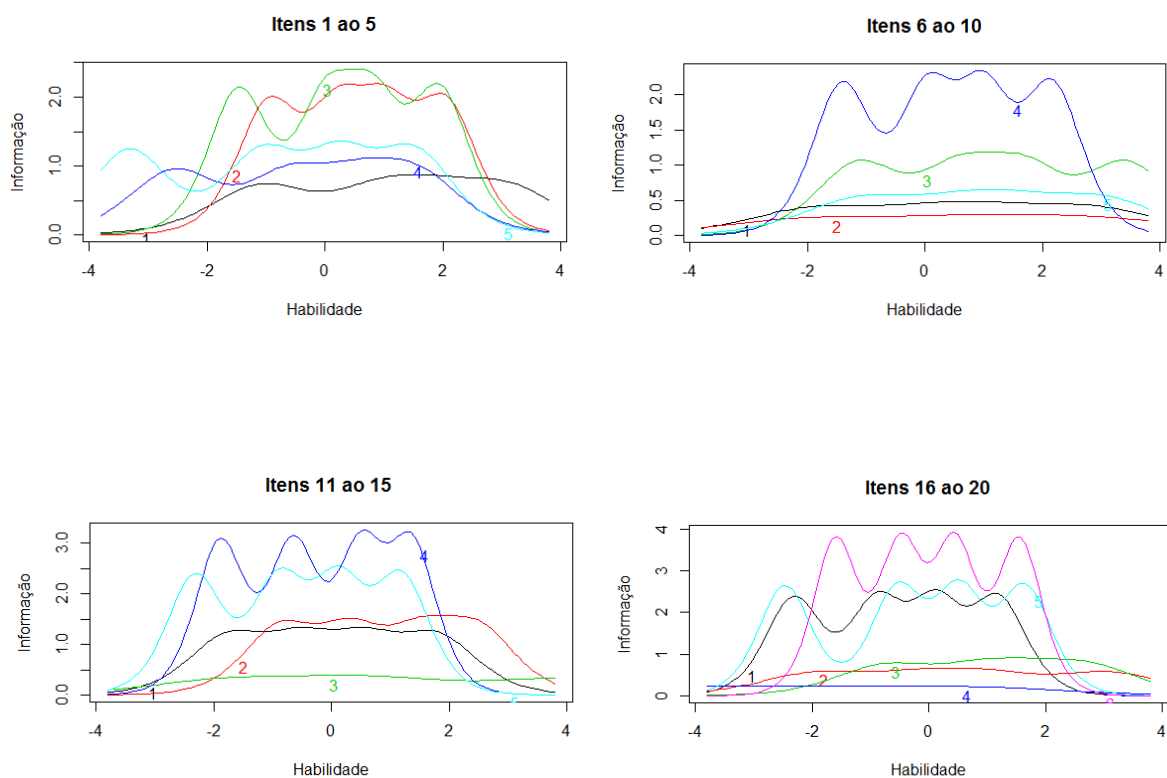 Itens 1 ao 5
Informação
0.0 1.0 2.0
1 2 3 4 5
-4 -2 0 2 4
Habilidade
Itens 6 ao 10
Informação
0.0 0.5 1.0 1.5 2.0
1 2 3 4 5
-4 -2 0 2 4
Habilidade
Itens 11 ao 15
Informação
0.0 1.0 2.0 3.0
1 2 3 4 5
-4 -2 0 2 4
Habilidade
Itens 16 ao 20
Informação
0 1 2 3 4
1 2 3 4 5 6
-4 -2 0 2 4
Habilidade